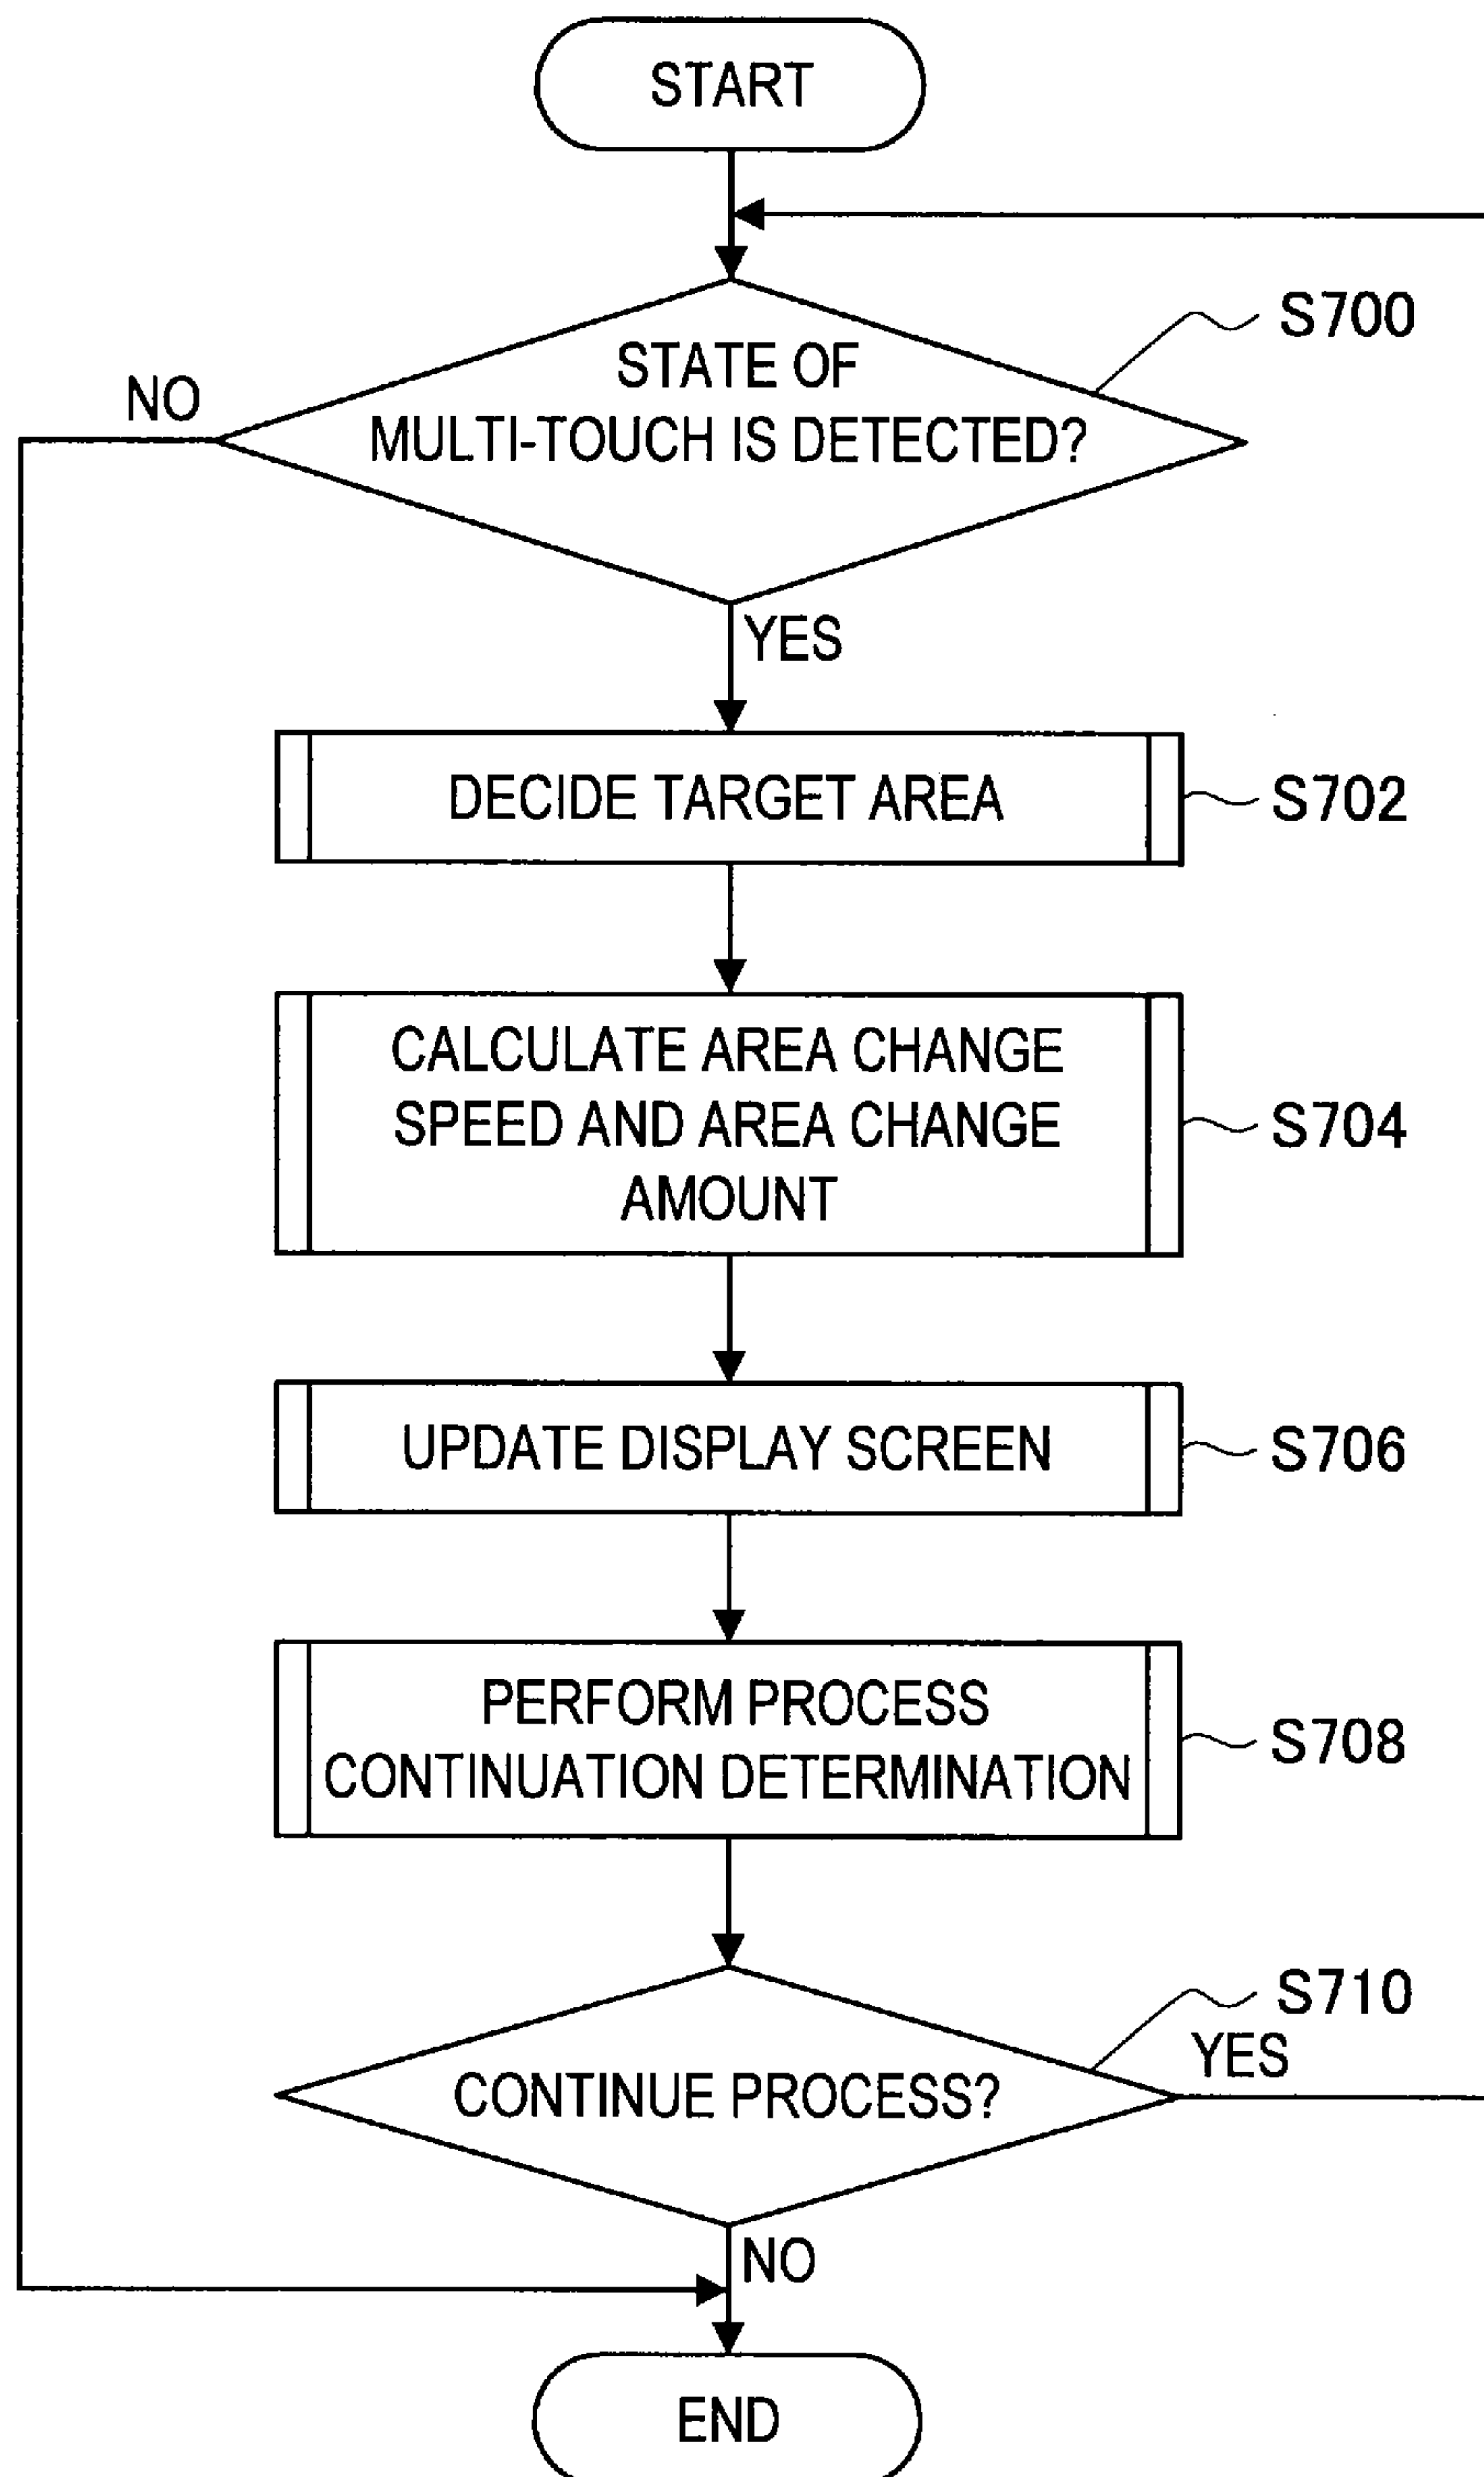 START
S700
STATE OF
MULTI-TOUCH IS DETECTED?
NO
YES
DECIDE TARGET AREA
S702
CALCULATE AREA CHANGE
SPEED AND AREA CHANGE
AMOUNT
S704
UPDATE DISPLAY SCREEN
S706
PERFORM PROCESS
CONTINUATION DETERMINATION
S708
S710
YES
CONTINUE PROCESS?
NO
END